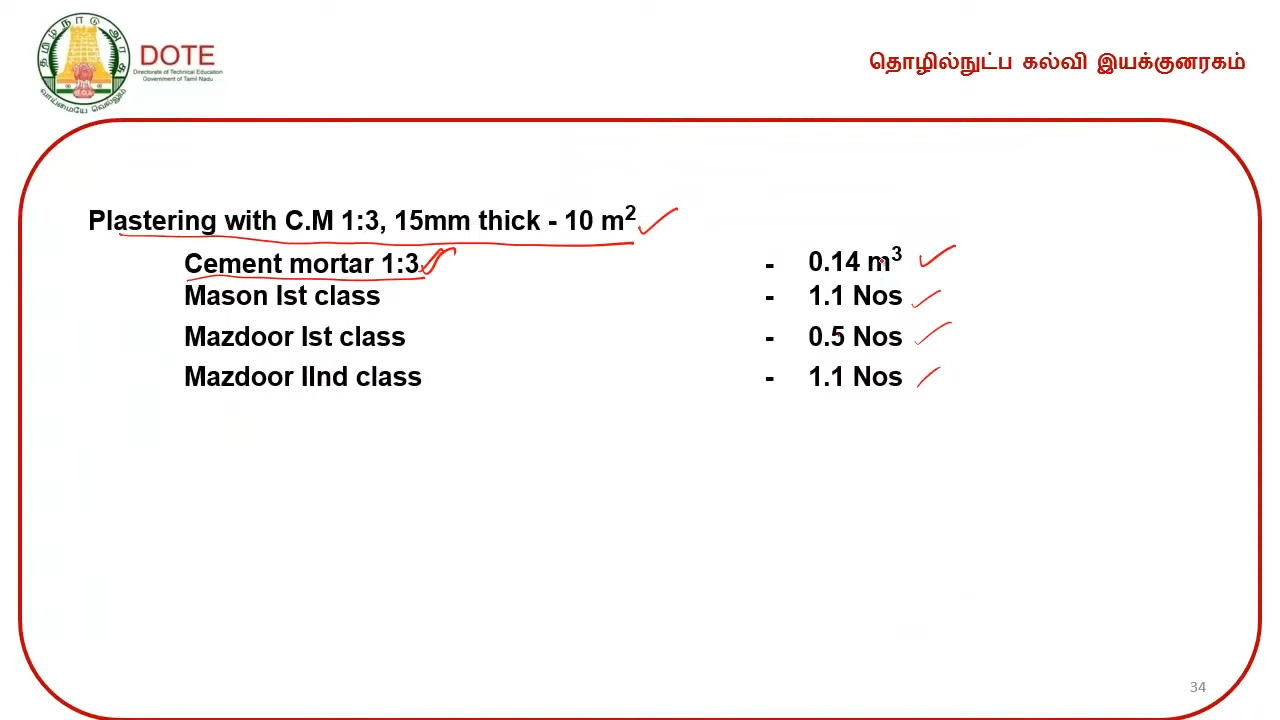 தமிழ்நாடு அரசு
வாய்மையே வெல்லும்
DOTE
Directorate of Technical Education
Government of Tamil Nadu
தொழில்நுட்ப கல்வி இயக்குனரகம்
Plastering with C.M 1:3, 15mm thick - 10 m²
Cement mortar 1:3 - 0.14 m³
Mason Ist class - 1.1 Nos
Mazdoor Ist class - 0.5 Nos
Mazdoor IInd class - 1.1 Nos
34